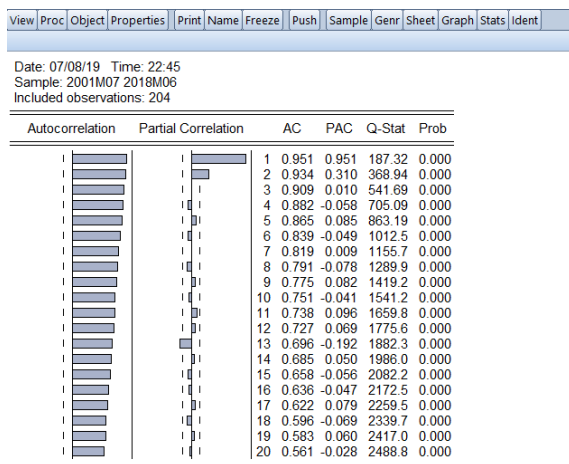 View Proc Object Properties Print Name Freeze Push Sample Genr Sheet Graph Stats Ident
Date: 07/08/19 Time: 22:45
Sample: 2001M07 2018M06
Included observations: 204
Autocorrelation Partial Correlation AC PAC Q-Stat Prob
1 0.951 0.951 187.32 0.000
2 0.934 0.310 368.94 0.000
3 0.909 0.010 541.69 0.000
4 0.882 -0.058 705.09 0.000
5 0.865 0.085 863.19 0.000
6 0.839 -0.049 1012.5 0.000
7 0.819 0.009 1155.7 0.000
8 0.791 -0.078 1289.9 0.000
9 0.775 0.082 1419.2 0.000
10 0.751 -0.041 1541.2 0.000
11 0.738 0.096 1659.8 0.000
12 0.727 0.069 1775.6 0.000
13 0.696 -0.192 1882.3 0.000
14 0.685 0.050 1986.0 0.000
15 0.658 -0.056 2082.2 0.000
16 0.636 -0.047 2172.5 0.000
17 0.622 0.079 2259.5 0.000
18 0.596 -0.069 2339.7 0.000
19 0.583 0.060 2417.0 0.000
20 0.561 -0.028 2488.8 0.000